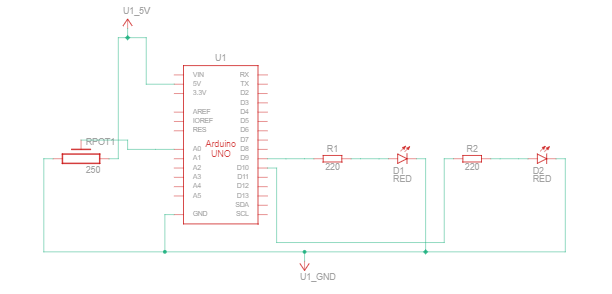 U1_5V
U1
VIN
5V
3.3V
AREF
IOREF
RES
A0
A1
A2
A3
A4
A5
GND
Arduino
UNO
RX
TX
D2
D3
D4
D5
D6
D7
D8
D9
D10
D11
D12
D13
SDA
SCL
RPOT1
250
R1
220
D1
RED
R2
220
D2
RED
U1_GND